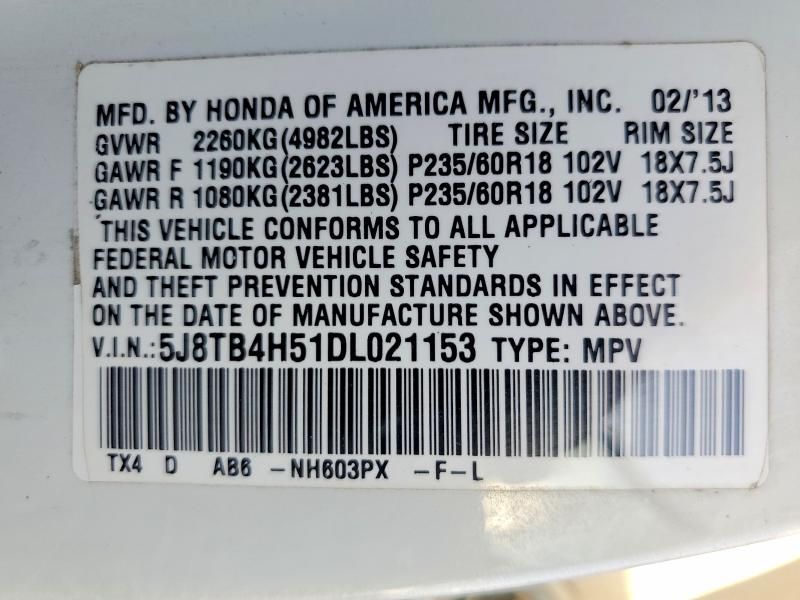 MFD. BY HONDA OF AMERICA MFG., INC. 02/'13
GVWR 2260KG(4982LBS) TIRE SIZE RIM SIZE
GAWR F 1190KG(2623LBS) P235/60R18 102V 18X7.5J
GAWR R 1080KG(2381LBS) P235/60R18 102V 18X7.5J
THIS VEHICLE CONFORMS TO ALL APPLICABLE
FEDERAL MOTOR VEHICLE SAFETY
AND THEFT PREVENTION STANDARDS IN EFFECT
ON THE DATE OF MANUFACTURE SHOWN ABOVE.
V.I.N.:5J8TB4H51DL021153 TYPE: MPV
TX4 D AB6 -NH603PX -F-L